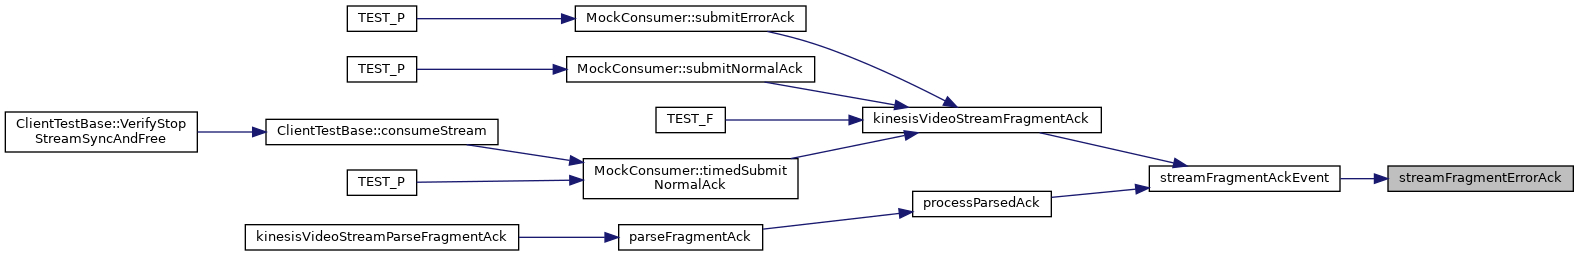 TEST_P
MockConsumer::submitErrorAck
TEST_P
MockConsumer::submitNormalAck
TEST_F
kinesisVideoStreamFragmentAck
ClientTestBase::VerifyStop
StreamSyncAndFree
ClientTestBase::consumeStream
MockConsumer::timedSubmit
NormalAck
TEST_P
streamFragmentAckEvent
streamFragmentErrorAck
processParsedAck
kinesisVideoStreamParseFragmentAck
parseFragmentAck